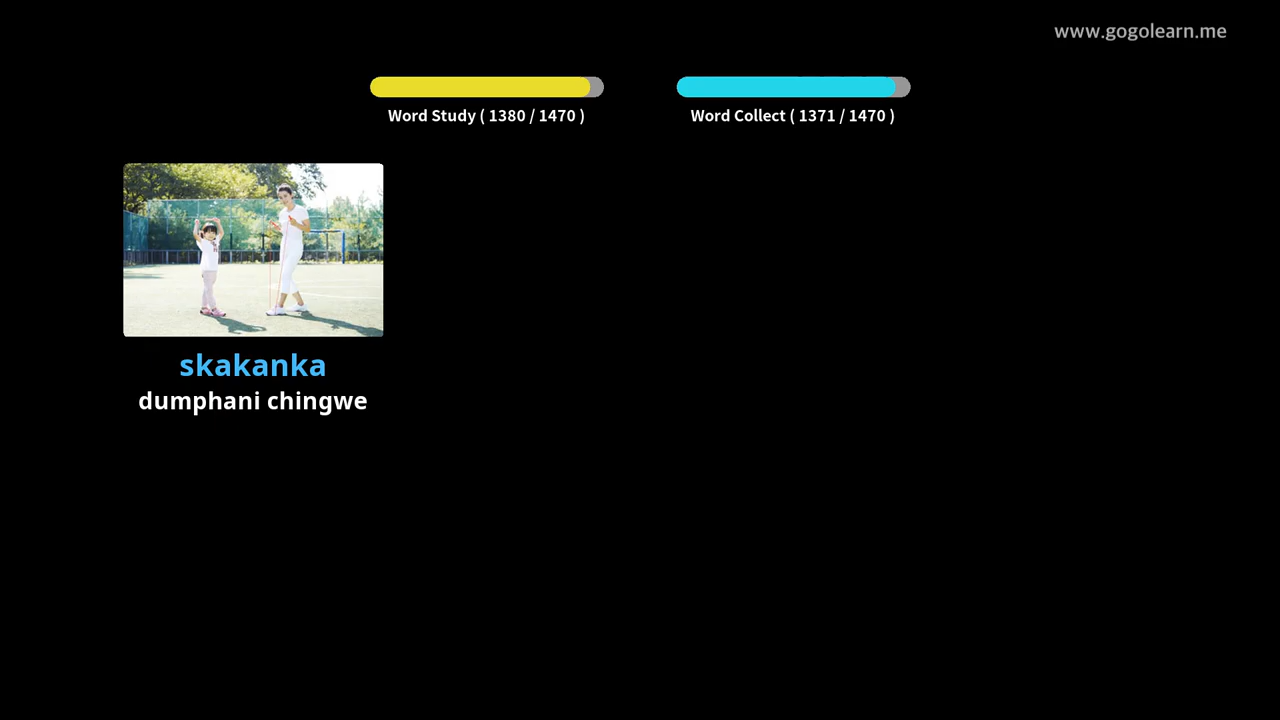 www.gogolearn.me
Word Study ( 1380 / 1470 )
Word Collect ( 1371 / 1470 )
skakanka
dumphani chingwe